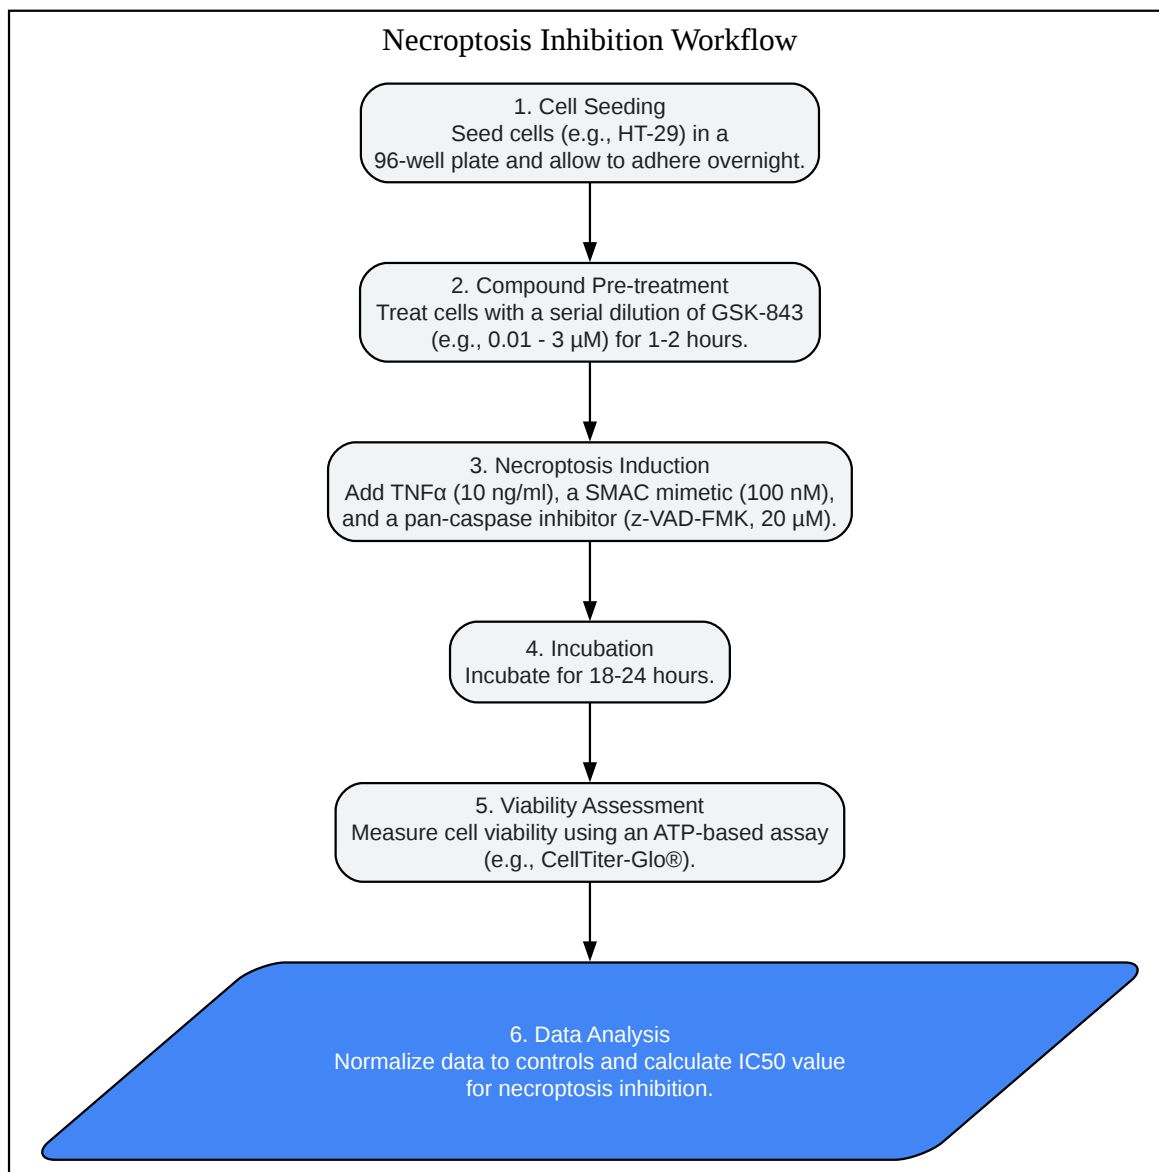 Necroptosis Inhibition Workflow
1. Cell Seeding
Seed cells (e.g., HT-29) in a
96-well plate and allow to adhere overnight.
2. Compound Pre-treatment
Treat cells with a serial dilution of GSK-843
(e.g., 0.01 - 3 µM) for 1-2 hours.
3. Necroptosis Induction
Add TNFα (10 ng/ml), a SMAC mimetic (100 nM),
and a pan-caspase inhibitor (z-VAD-FMK, 20 µM).
4. Incubation
Incubate for 18-24 hours.
5. Viability Assessment
Measure cell viability using an ATP-based assay
(e.g., CellTiter-Glo®).
6. Data Analysis
Normalize data to controls and calculate IC50 value
for necroptosis inhibition.